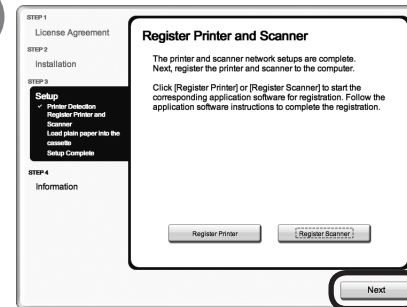 STEP 1
License Agreement
STEP 2
Installation
STEP 3
Setup
Printer Detection
Register Printer and
Scanner
Load plain paper into the
cassette
Setup Complete
STEP 4
Information
Register Printer and Scanner
The printer and scanner network setups are complete.
Next, register the printer and scanner to the computer.
Click [Register Printer] or [Register Scanner] to start the
corresponding application software for registration. Follow the
application software instructions to complete the registration.
Register Printer
Register Scanner
Next